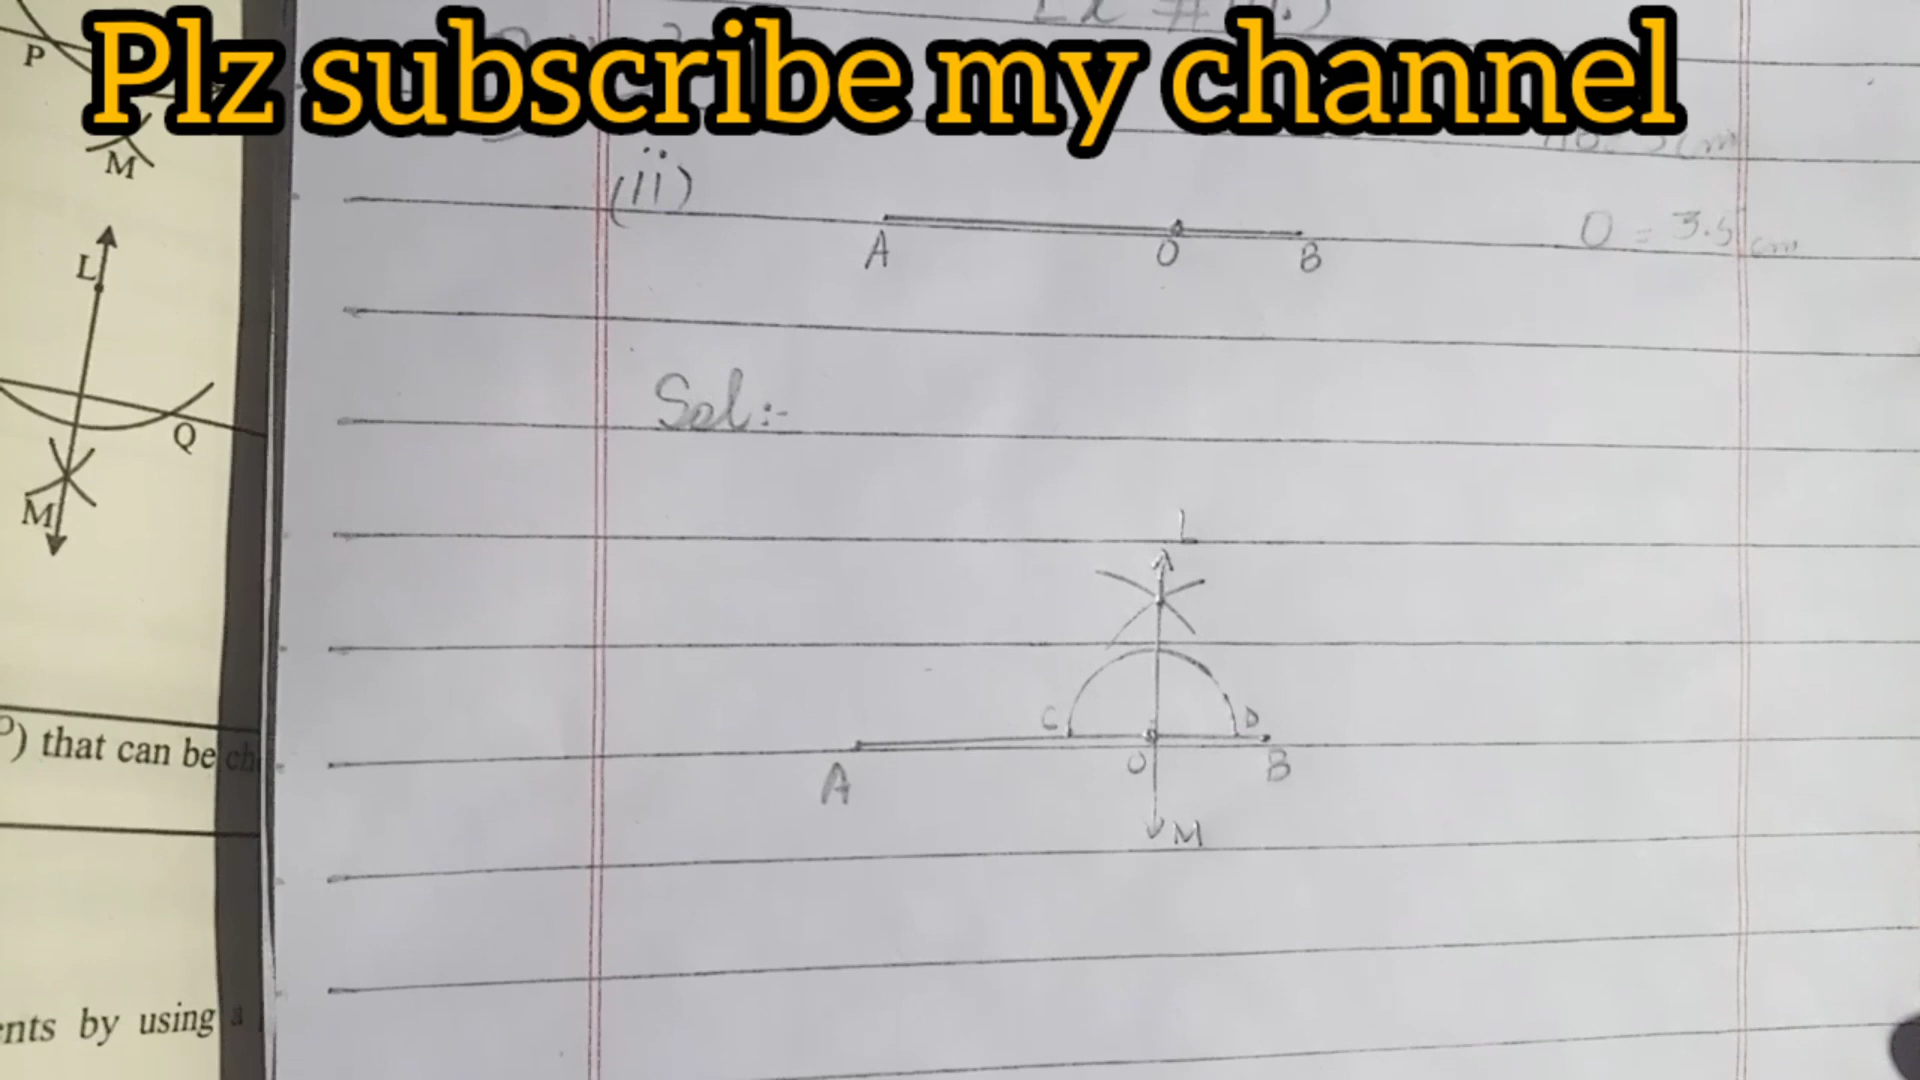 Plz subscribe my channel
P
M
(ii)
A O B
O = 3.5 cm
L
Sol:-
Q
M
L
C D
A O B
M
) that can be
nts by using a